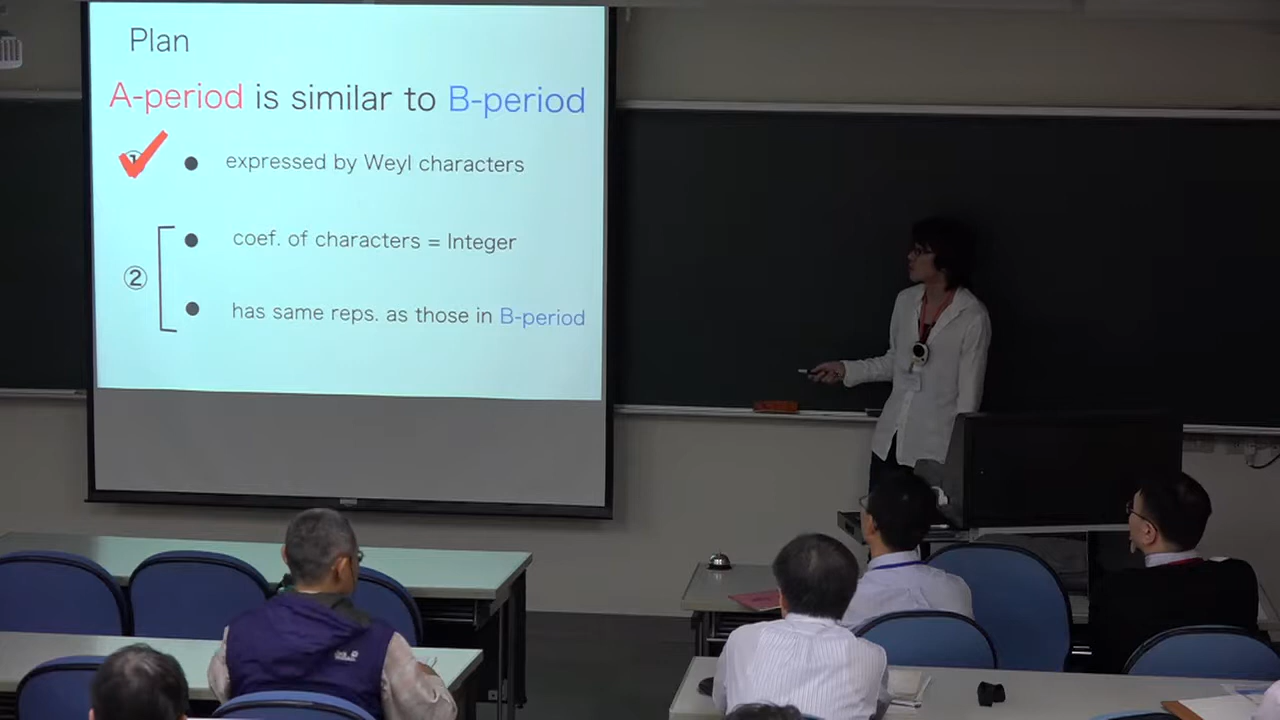 Plan
A-period is similar to B-period
① ● expressed by Weyl characters
● coef. of characters = Integer
②
● has same reps. as those in B-period